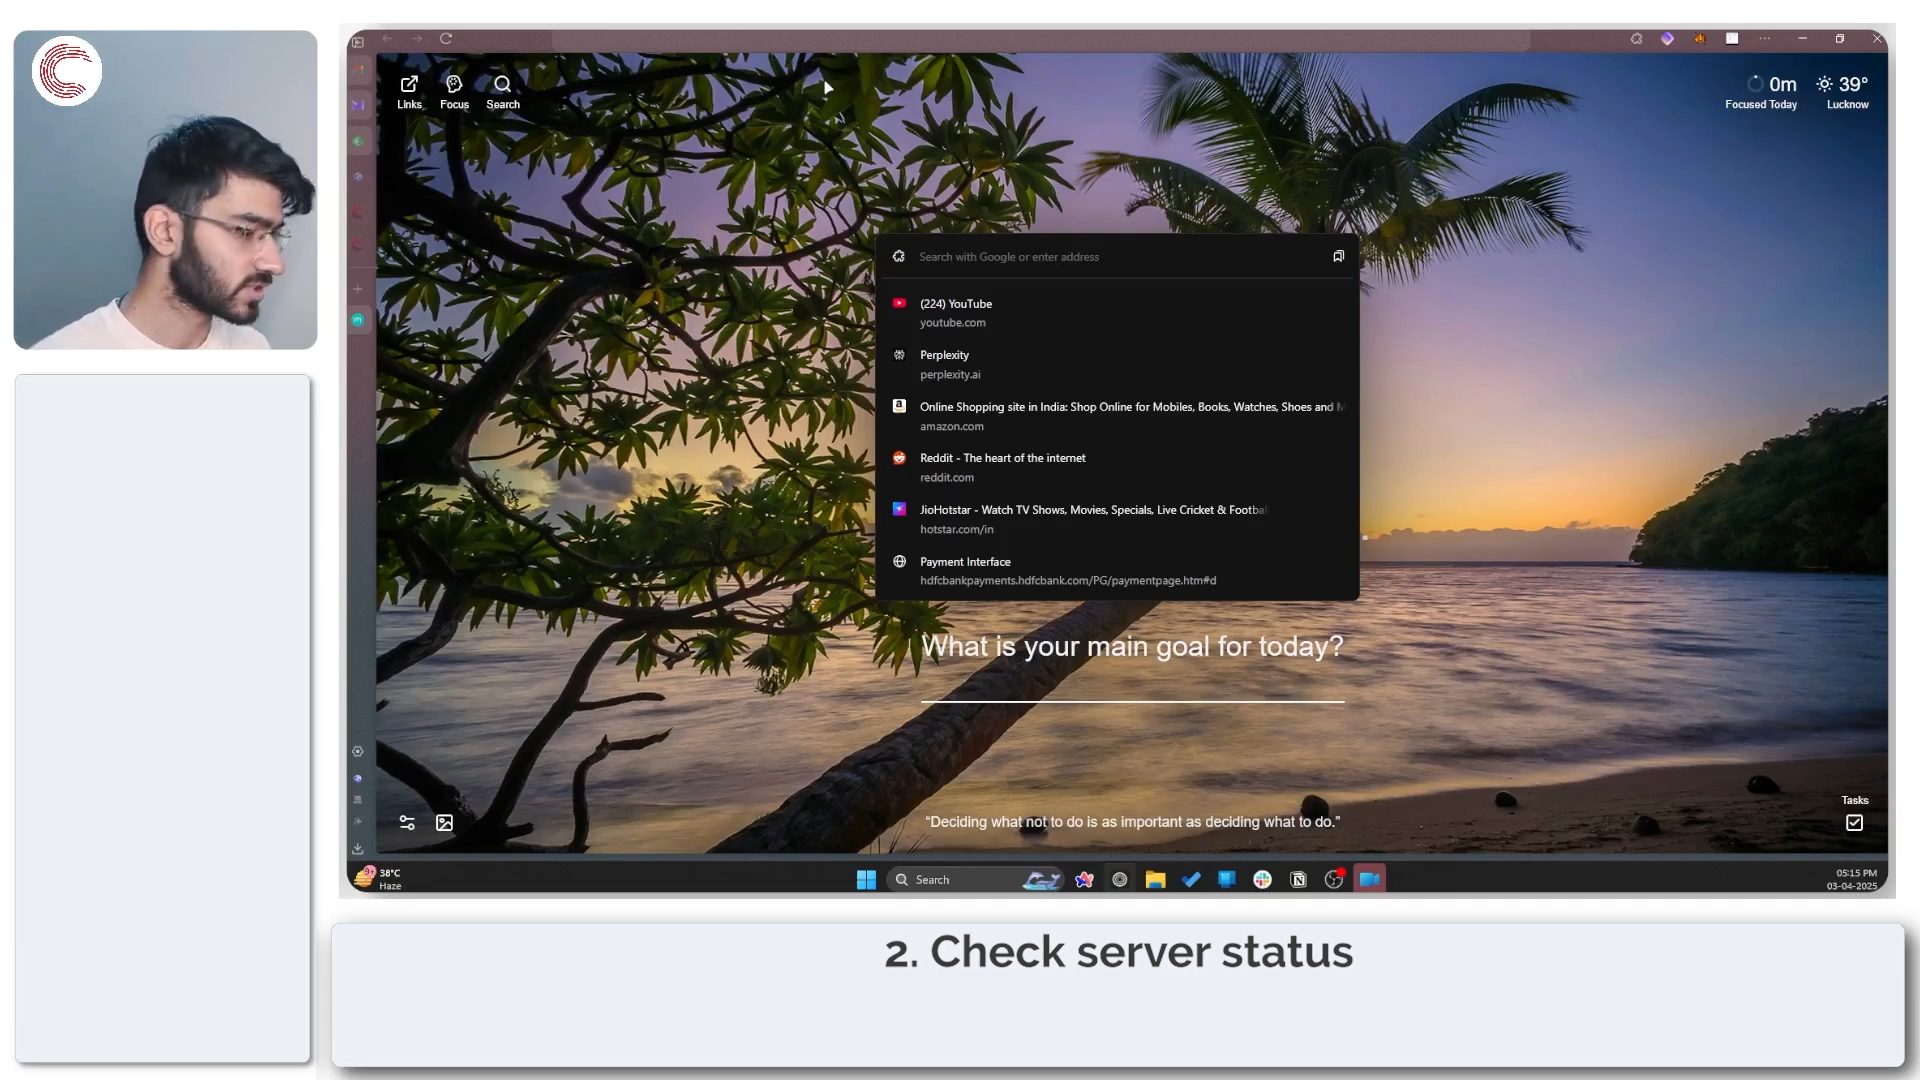 Links
Focus
Search
0m
Focused Today
39°
Lucknow
Search with Google or enter address
(224) YouTube
youtube.com
Perplexity
perplexity.ai
Online Shopping site in India: Shop Online for Mobiles, Books, Watches, Shoes and M
amazon.com
Reddit - The heart of the internet
reddit.com
JioHotstar - Watch TV Shows, Movies, Specials, Live Cricket & Footbal
hotstar.com/in
Payment Interface
hdfcbankpayments.hdfcbank.com/PG/paymentpage.htm#d
What is your main goal for today?
“Deciding what not to do is as important as deciding what to do.”
Tasks
9+
38°C
Haze
Search
05:15 PM
03-04-2025
2. Check server status